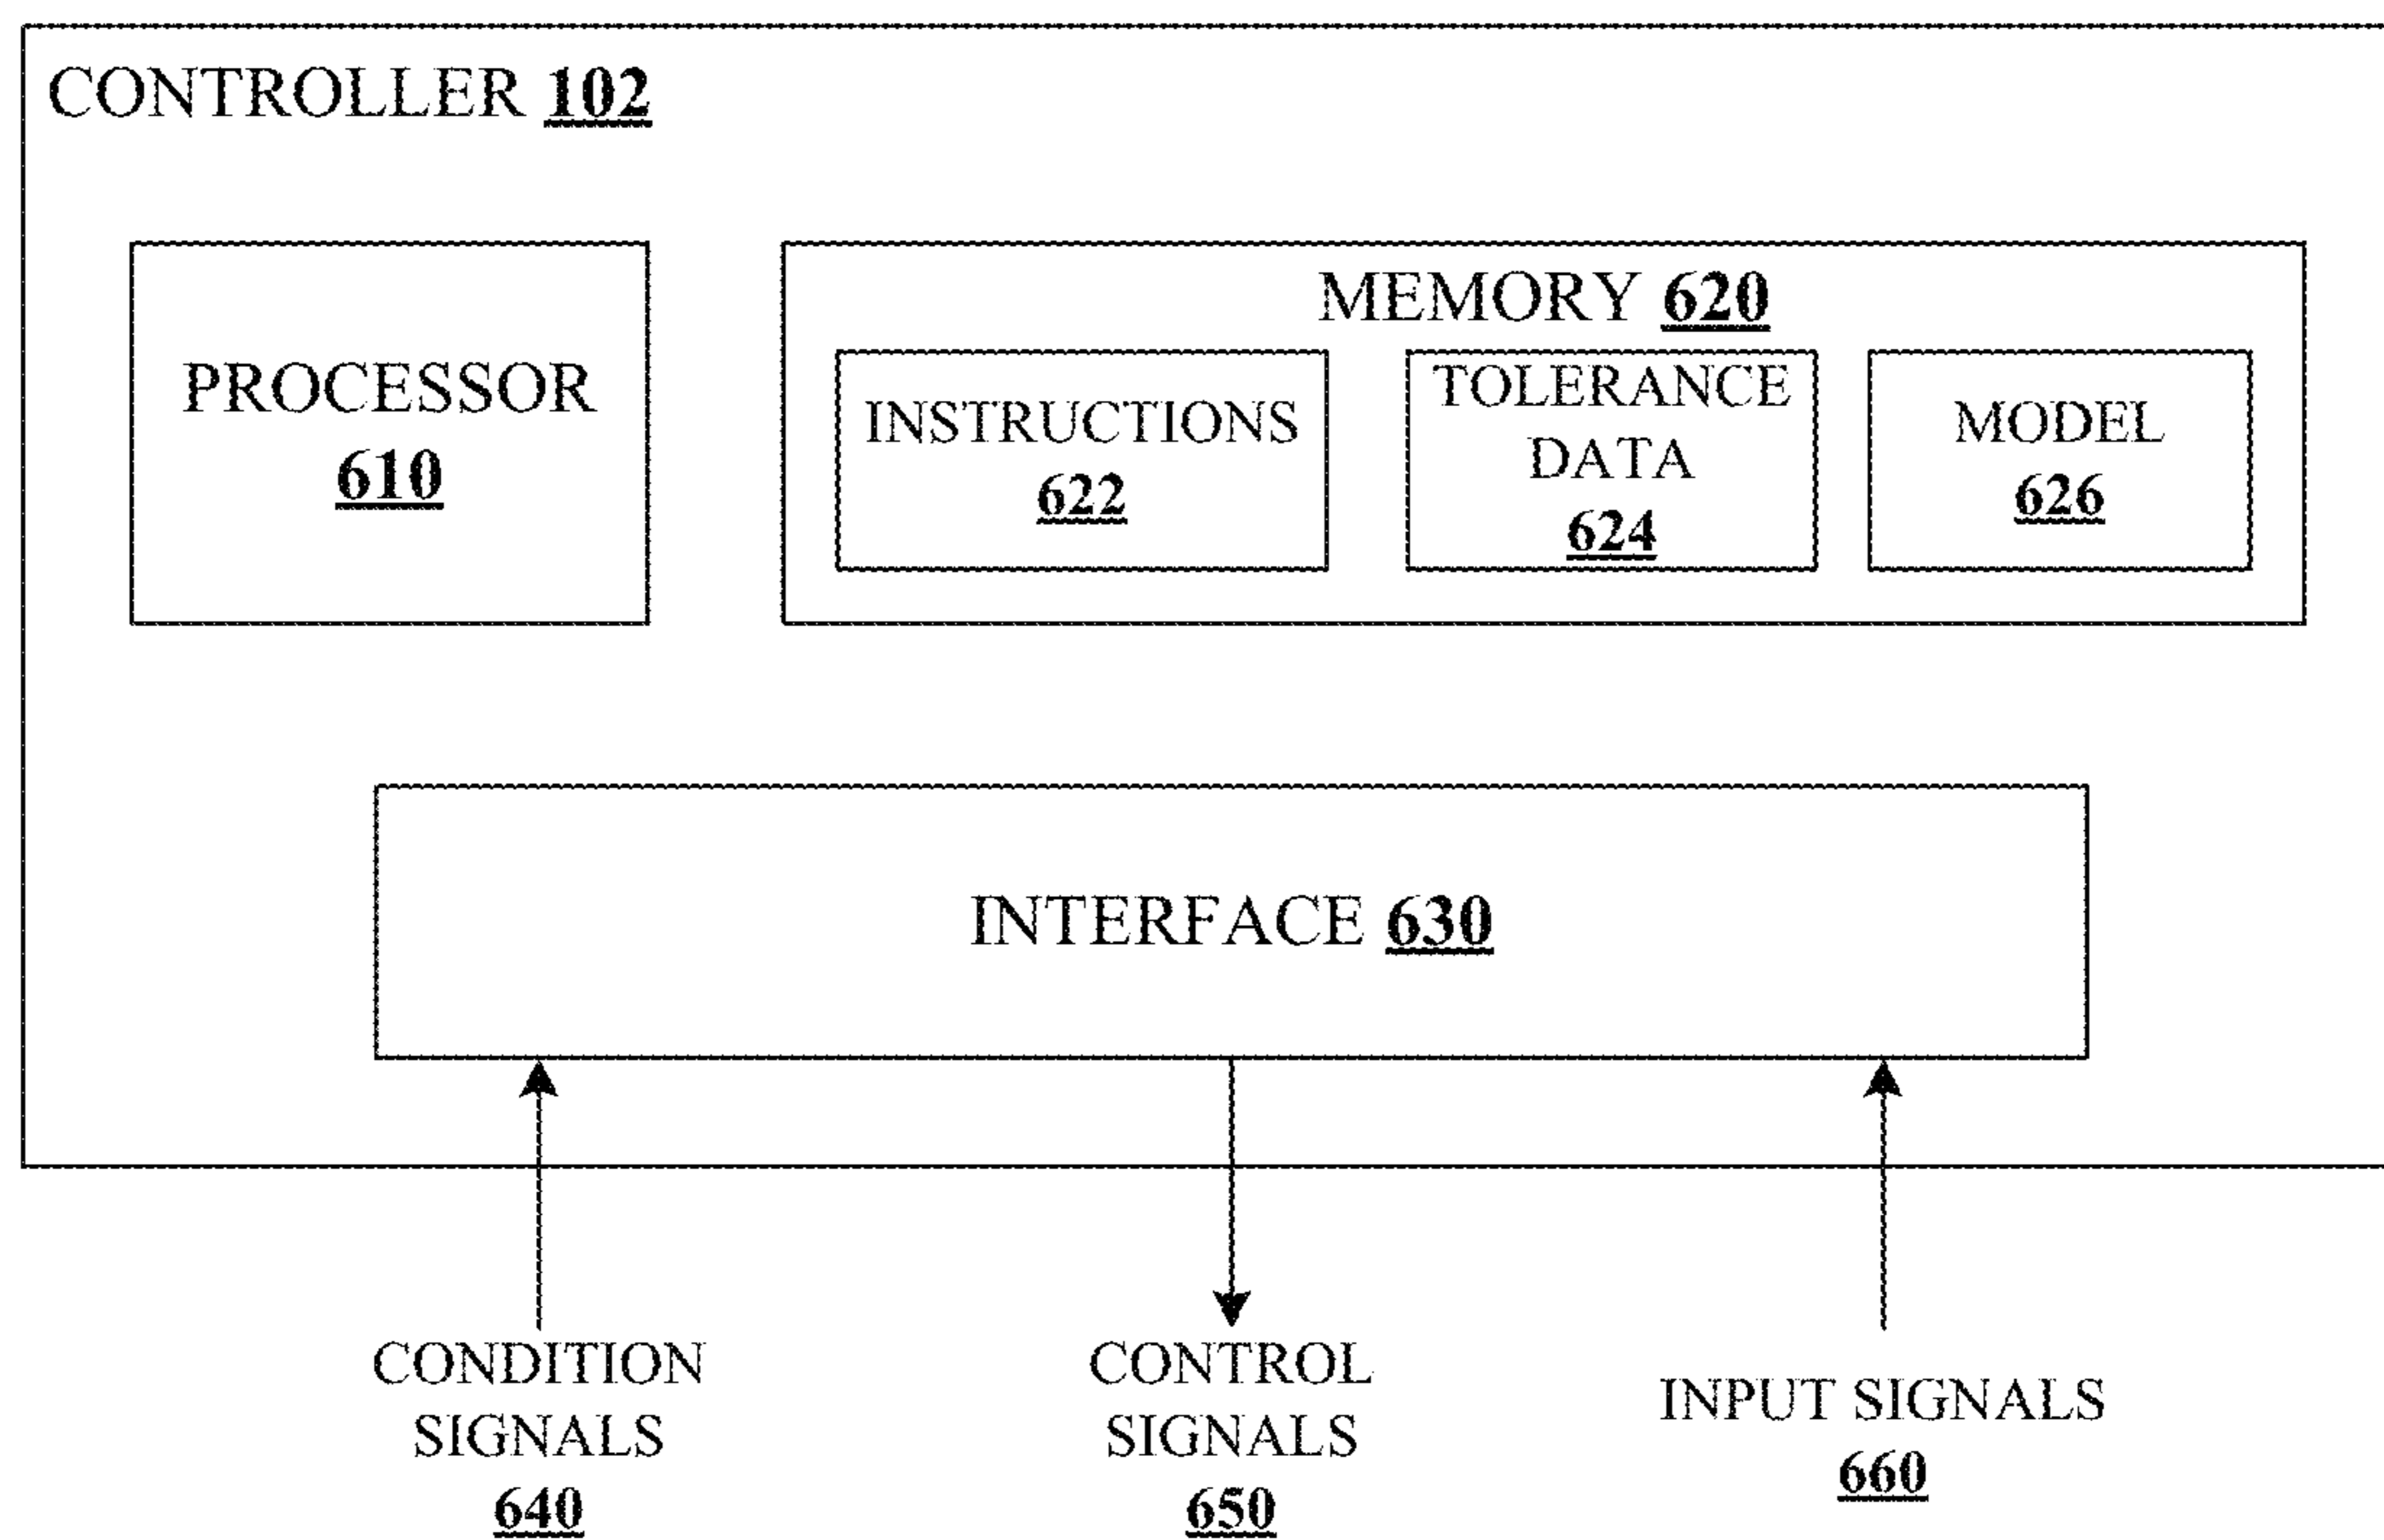 CONTROLLER 102
PROCESSOR
610
MEMORY 620
INSTRUCTIONS
622
TOLERANCE
DATA
624
MODEL
626
INTERFACE 630
CONDITION
SIGNALS
640
CONTROL
SIGNALS
650
INPUT SIGNALS
660